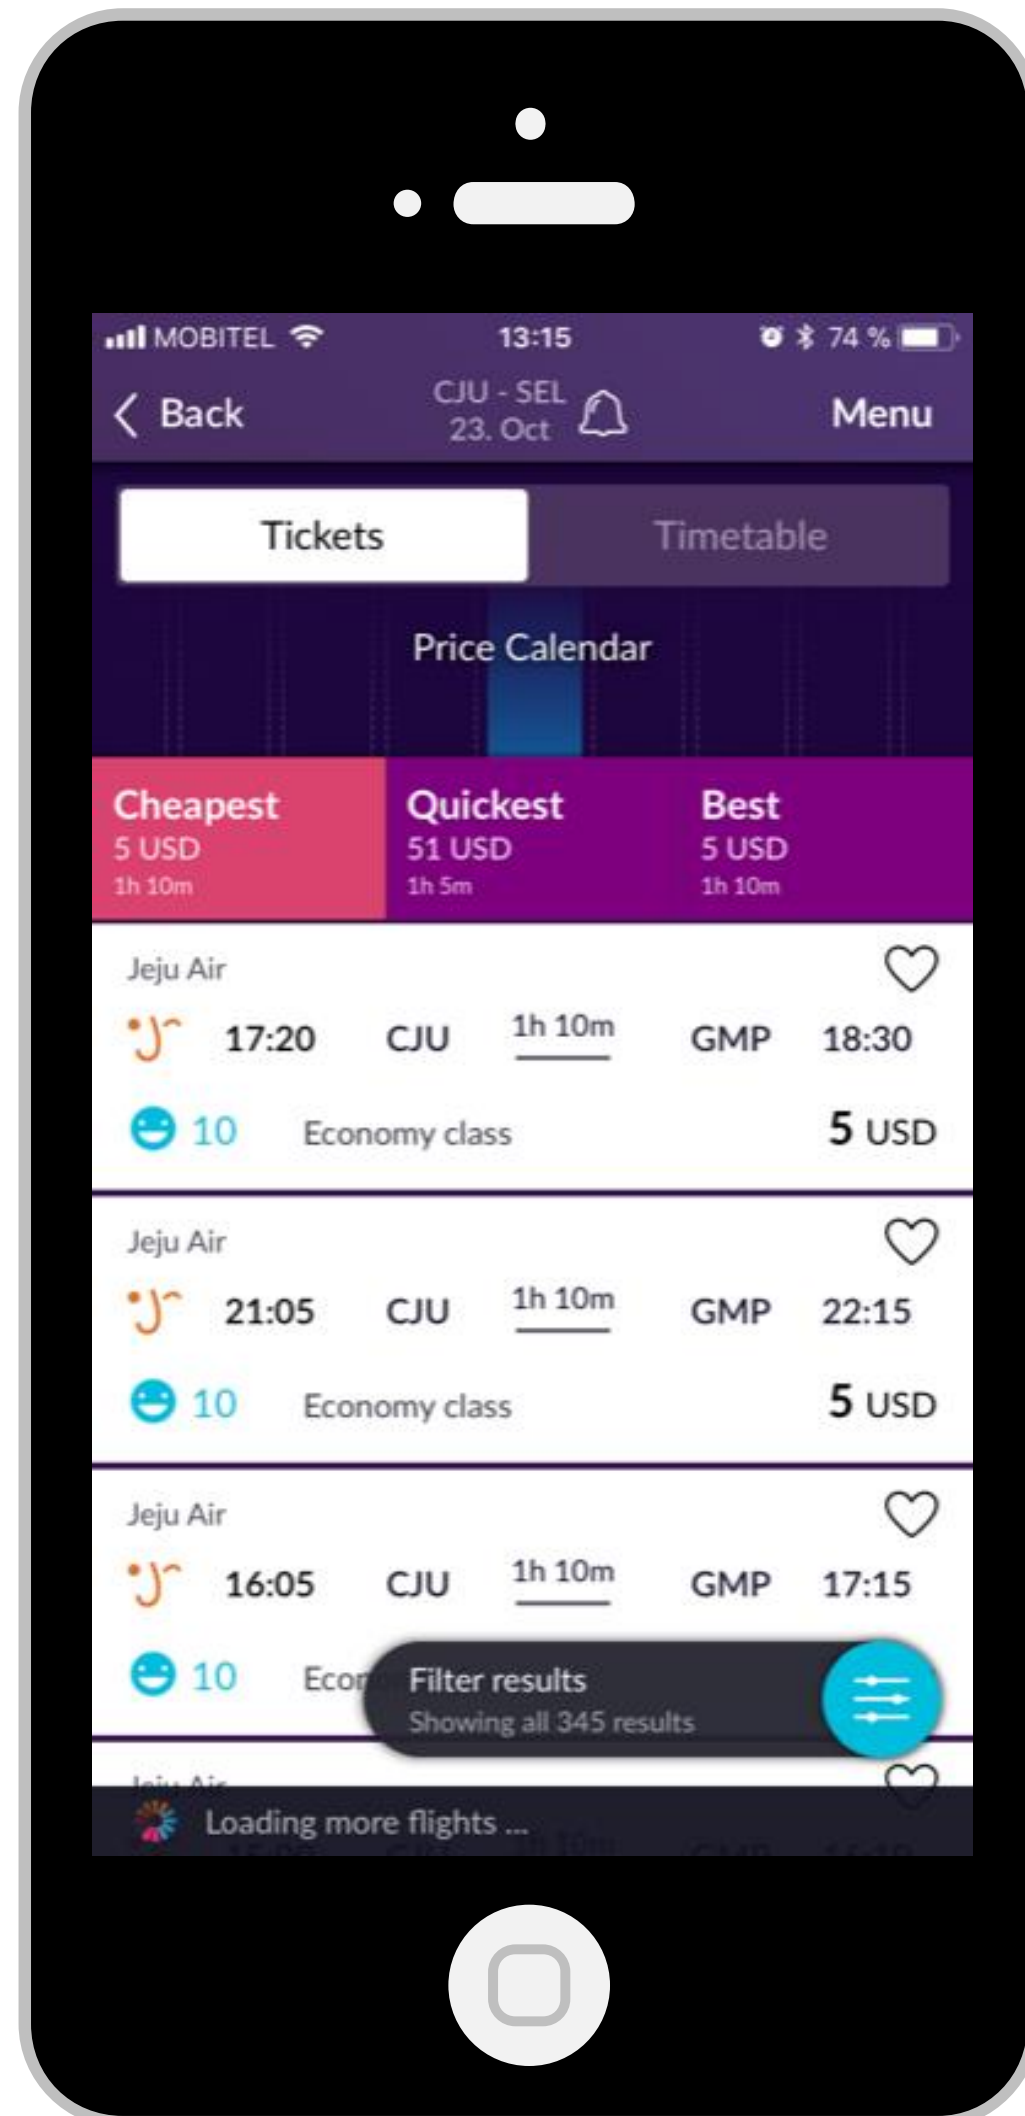 MOBITEL 13:15 74 %
Back CJU - SEL Menu
23. Oct
Tickets Timetable
Price Calendar
Cheapest Quickest Best
5 USD 51 USD 5 USD
1h 10m 1h 5m 1h 10m
Jeju Air
17:20 CJU 1h 10m GMP 18:30
10 Economy class 5 USD
Jeju Air
21:05 CJU 1h 10m GMP 22:15
10 Economy class 5 USD
Jeju Air
16:05 CJU 1h 10m GMP 17:15
10
Filter results
Showing all 345 results
Jeju Air
Loading more flights ...